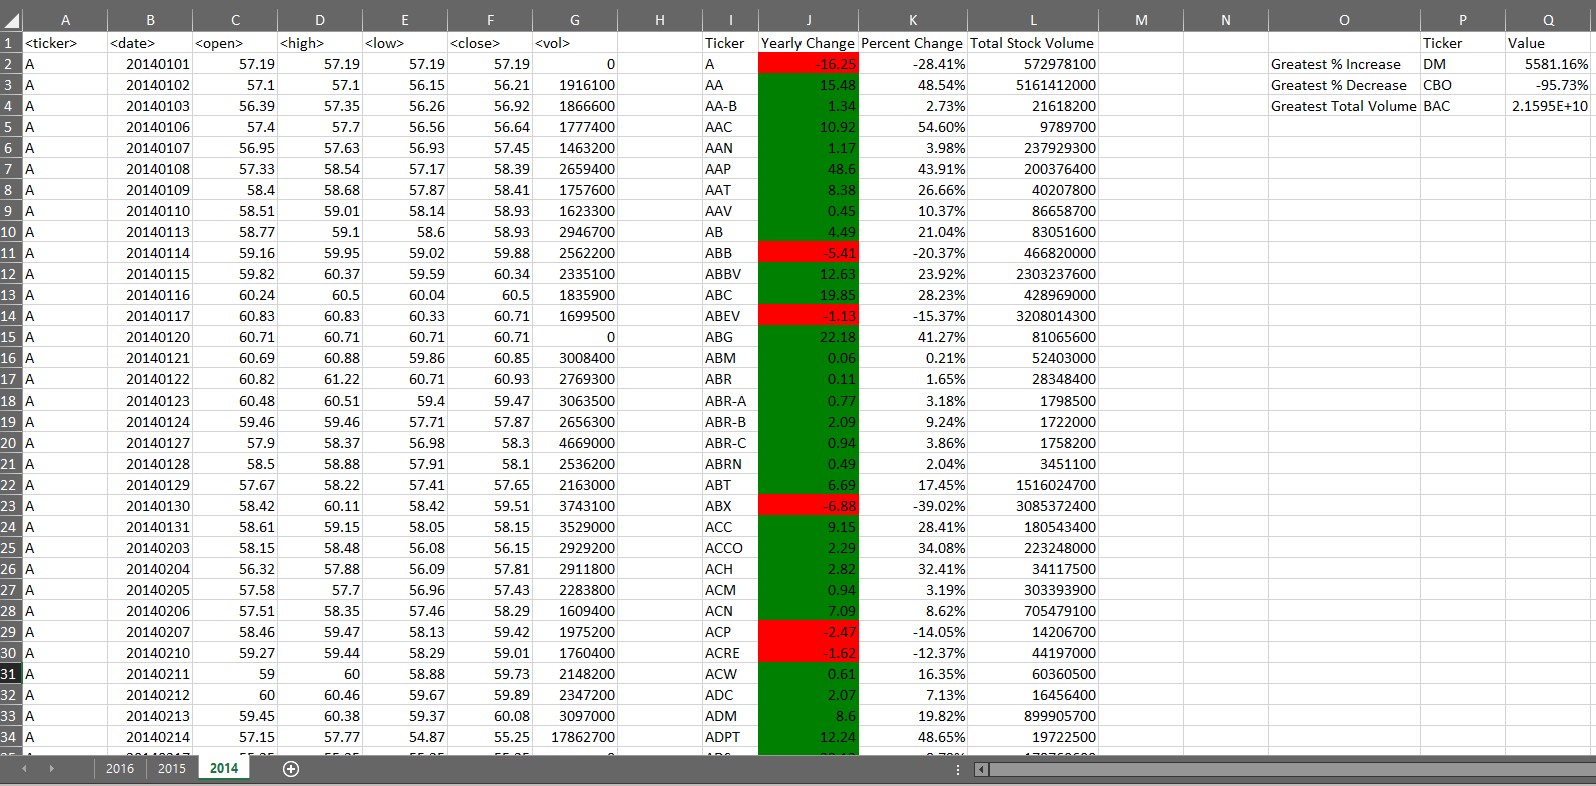 A B C D E F G H I J K L M N O P Q
1 <ticker> <date> <open> <high> <low> <close> <vol> Ticker Yearly Change Percent Change Total Stock Volume Ticker Value
2 A 20140101 57.19 57.19 57.19 57.19 0 A -16.25 -28.41% 572978100 Greatest % Increase DM 5581.16%
3 A 20140102 57.1 57.1 56.15 56.21 1916100 AA 15.48 48.54% 5161412000 Greatest % Decrease CBO -95.73%
4 A 20140103 56.39 57.35 56.26 56.92 1866600 AA-B 1.34 2.73% 21618200 Greatest Total Volume BAC 2.1595E+10
5 A 20140106 57.4 57.7 56.56 56.64 1777400 AAC 10.92 54.60% 9789700
6 A 20140107 56.95 57.63 56.93 57.45 1463200 AAN 1.17 3.98% 237929300
7 A 20140108 57.33 58.54 57.17 58.39 2659400 AAP 48.6 43.91% 200376400
8 A 20140109 58.4 58.68 57.87 58.41 1757600 AAT 8.38 26.66% 40207800
9 A 20140110 58.51 59.01 58.14 58.93 1623300 AAV 0.45 10.37% 86658700
10 A 20140113 58.77 59.1 58.6 58.93 2946700 AB 4.49 21.04% 83051600
11 A 20140114 59.16 59.95 59.02 59.88 2562200 ABB -5.41 -20.37% 466820000
12 A 20140115 59.82 60.37 59.59 60.34 2335100 ABBV 12.63 23.92% 2303237600
13 A 20140116 60.24 60.5 60.04 60.5 1835900 ABC 19.85 28.23% 428969000
14 A 20140117 60.83 60.83 60.33 60.71 1699500 ABEV -1.13 -15.37% 3208014300
15 A 20140120 60.71 60.71 60.71 60.71 0 ABG 22.18 41.27% 81065600
16 A 20140121 60.69 60.88 59.86 60.85 3008400 ABM 0.06 0.21% 52403000
17 A 20140122 60.82 61.22 60.71 60.93 2769300 ABR 0.11 1.65% 28348400
18 A 20140123 60.48 60.51 59.4 59.47 3063500 ABR-A 0.77 3.18% 1798500
19 A 20140124 59.46 59.46 57.71 57.87 2656300 ABR-B 2.09 9.24% 1722000
20 A 20140127 57.9 58.37 56.98 58.3 4669000 ABR-C 0.94 3.86% 1758200
21 A 20140128 58.5 58.88 57.91 58.1 2536200 ABRN 0.49 2.04% 3451100
22 A 20140129 57.67 58.22 57.41 57.65 2163000 ABT 6.69 17.45% 1516024700
23 A 20140130 58.42 60.11 58.42 59.51 3743100 ABX -6.88 -39.02% 3085372400
24 A 20140131 58.61 59.15 58.05 58.15 3529000 ACC 9.15 28.41% 180543400
25 A 20140203 58.15 58.48 56.08 56.15 2929200 ACCO 2.29 34.08% 223248000
26 A 20140204 56.32 57.88 56.09 57.81 2911800 ACH 2.82 32.41% 34117500
27 A 20140205 57.58 57.7 56.96 57.43 2283800 ACM 0.94 3.19% 303393900
28 A 20140206 57.51 58.35 57.46 58.29 1609400 ACN 7.09 8.62% 705479100
29 A 20140207 58.46 59.47 58.13 59.42 1975200 ACP -2.47 -14.05% 14206700
30 A 20140210 59.27 59.44 58.29 59.01 1760400 ACRE -1.62 -12.37% 44197000
31 A 20140211 59 60 58.88 59.73 2148200 ACW 0.61 16.35% 60360500
32 A 20140212 60 60.46 59.67 59.89 2347200 ADC 2.07 7.13% 16456400
33 A 20140213 59.45 60.38 59.37 60.08 3097000 ADM 8.6 19.82% 899905700
34 A 20140214 57.15 57.77 54.87 55.25 17862700 ADPT 12.24 48.65% 19722500
2016 2015 2014